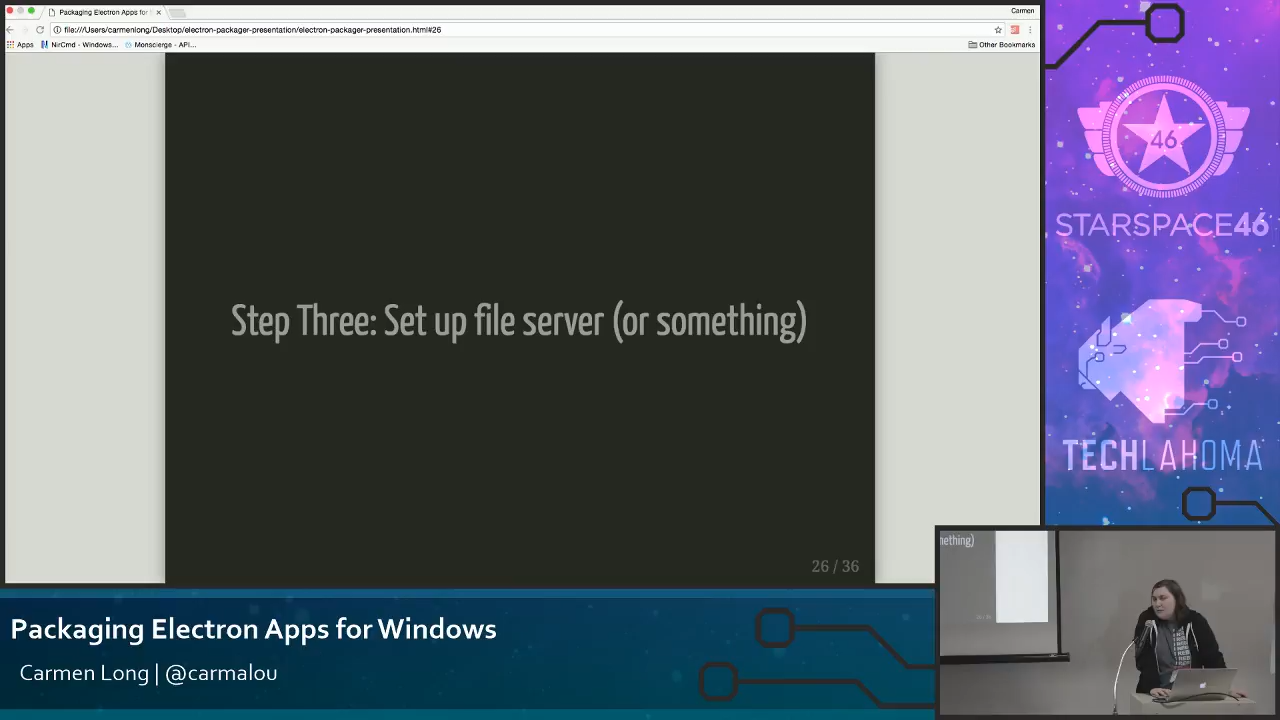 Packaging Electron Apps for
Carmen
file:///Users/carmenlong/Desktop/electron-packager-presentation/electron-packager-presentation.html#26
Apps
NirCmd - Windows...
Monscierge - API...
Other Bookmarks
Step Three: Set up file server (or something)
26 / 36
46
STARSPACE46
TECHLAHOMA
mething)
Packaging Electron Apps for Windows
Carmen Long | @carmalou